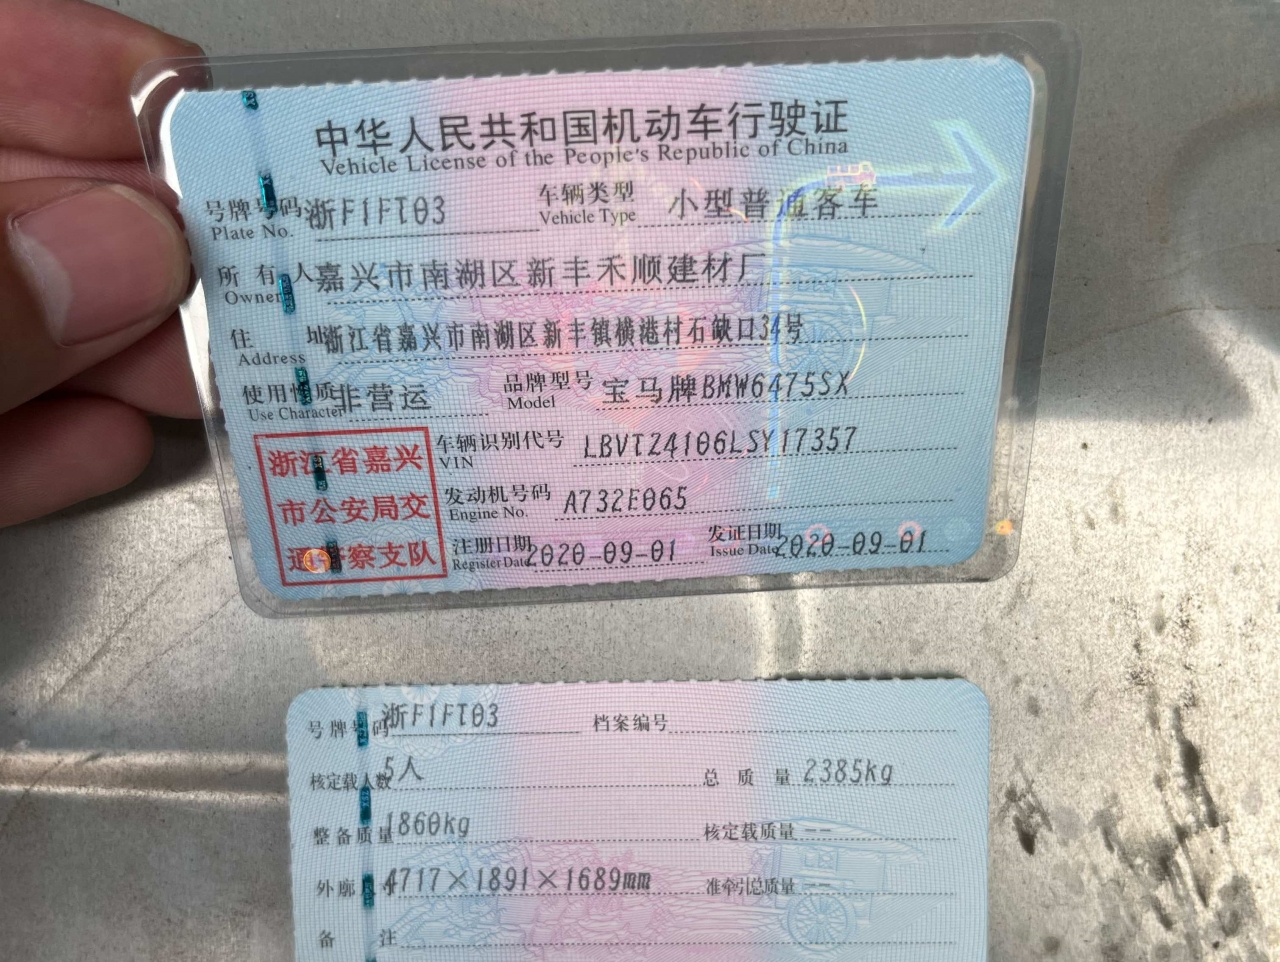 中华人民共和国机动车行驶证
Vehicle License of the People's Republic of China
号牌号码 浙F1FT03 车辆类型 小型普通客车
Plate No. Vehicle Type
所有人 嘉兴市南湖区新丰禾顺建材厂
Owner
住址 浙江省嘉兴市南湖区新丰镇横港村石缺口34号
Address
使用性质 非营运 品牌型号 宝马牌BMW6475SX
Use Character Model
浙江省嘉兴
市公安局交
通警察支队
车辆识别代号 LBVTZ4106LSY17357
VIN
发动机号码 A732E065
Engine No.
注册日期 2020-09-01 发证日期 2020-09-01
Register Date Issue Date
号牌号码 浙F1FT03 档案编号
核定载人数 5人 总质量 2385kg
整备质量 1860kg 核定载质量 --
外廓 4717×1891×1689mm 准牵引总质量 --
备注